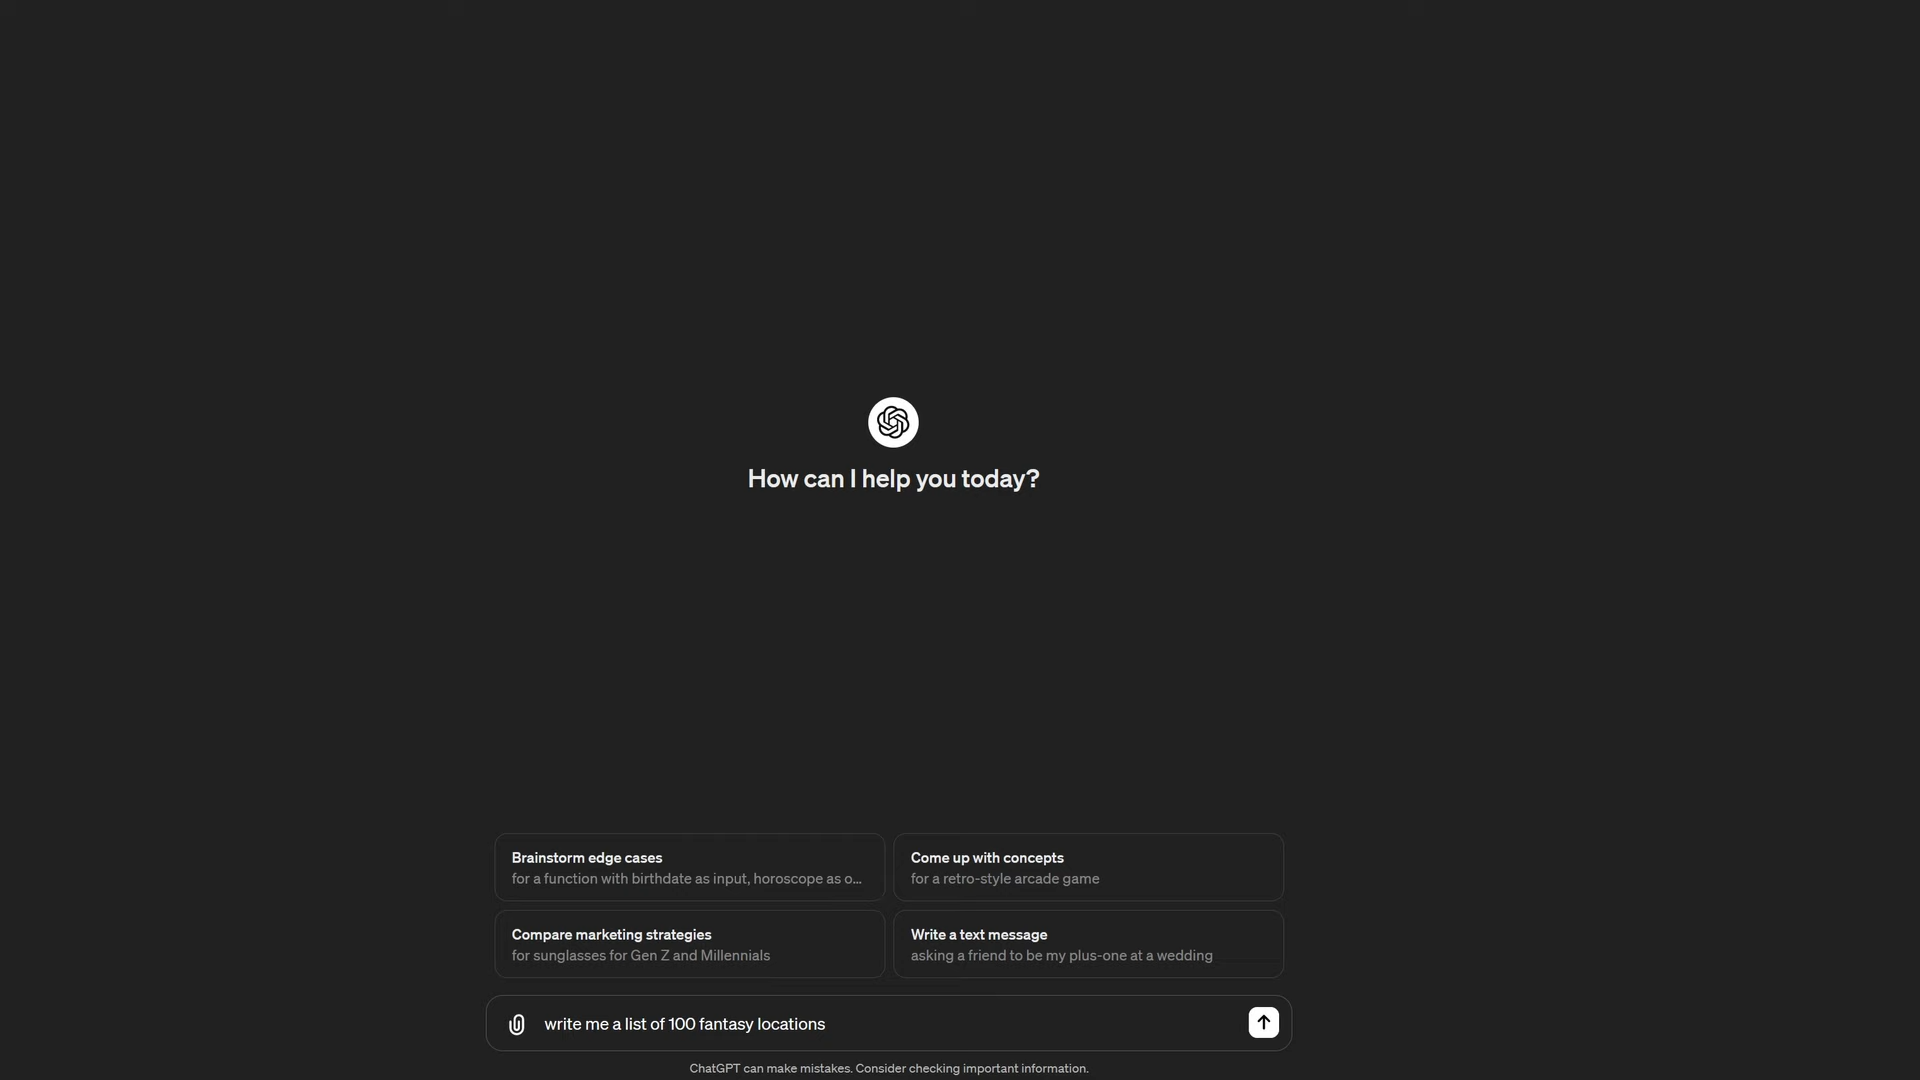 How can I help you today?
Brainstorm edge cases
for a function with birthdate as input, horoscope as o...
Come up with concepts
for a retro-style arcade game
Compare marketing strategies
for sunglasses for Gen Z and Millennials
Write a text message
asking a friend to be my plus-one at a wedding
write me a list of 100 fantasy locations
ChatGPT can make mistakes. Consider checking important information.